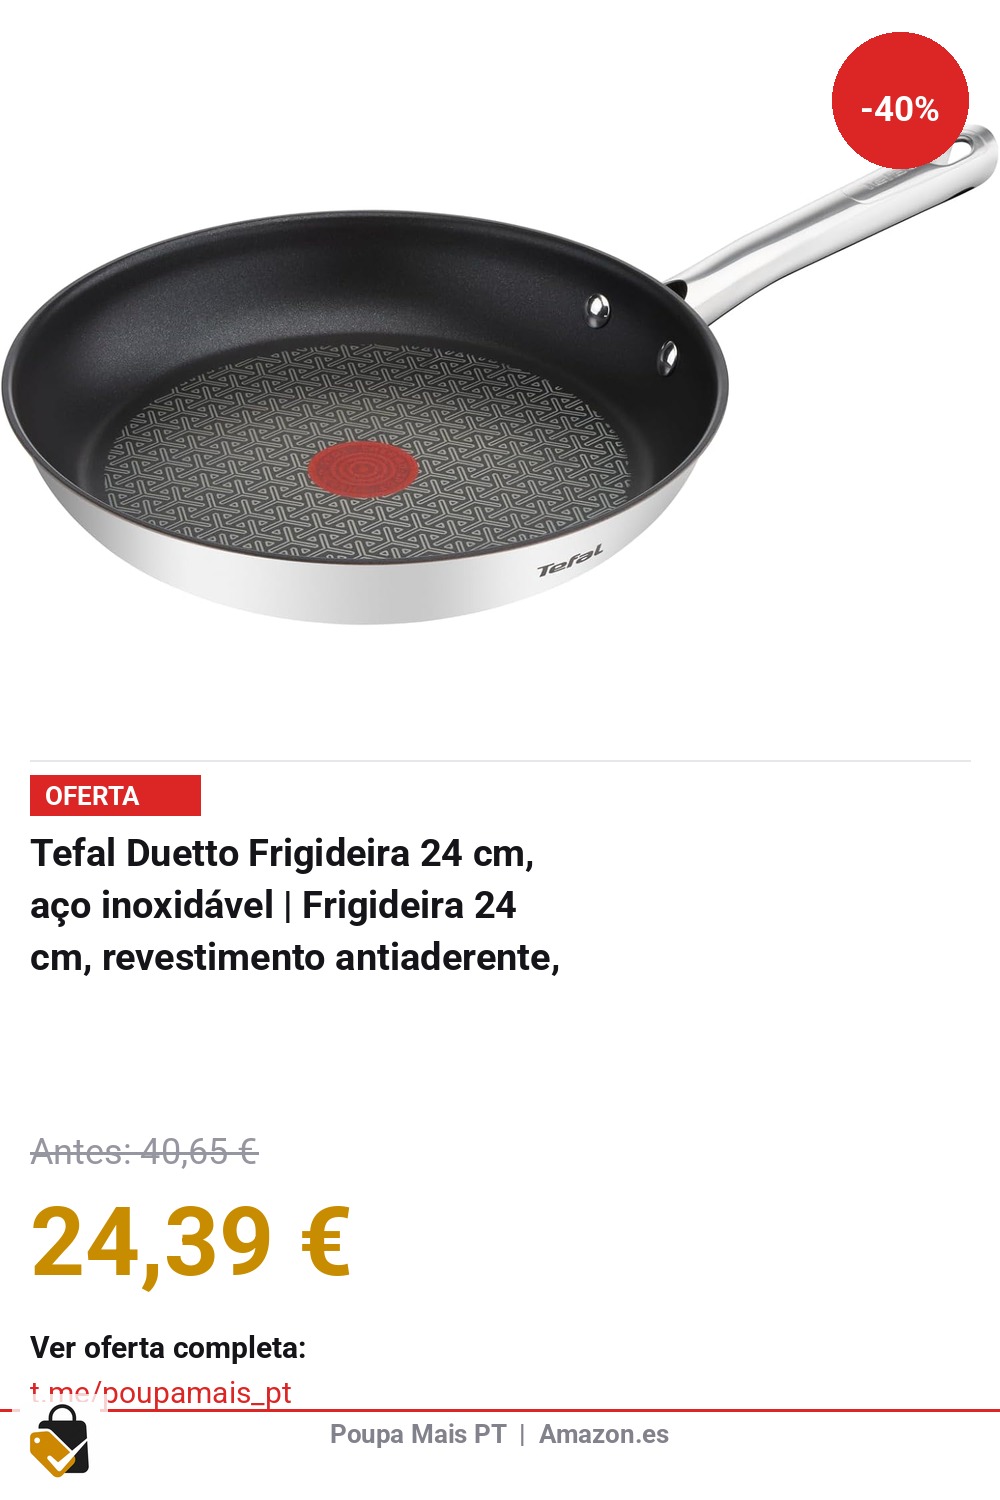 -40%
Tefal
OFERTA
Tefal Duetto Frigideira 24 cm,
aço inoxidável | Frigideira 24
cm, revestimento antiaderente,
Antes: 40,65 €
24,39 €
Ver oferta completa:
t.me/poupamais_pt
Poupa Mais PT | Amazon.es